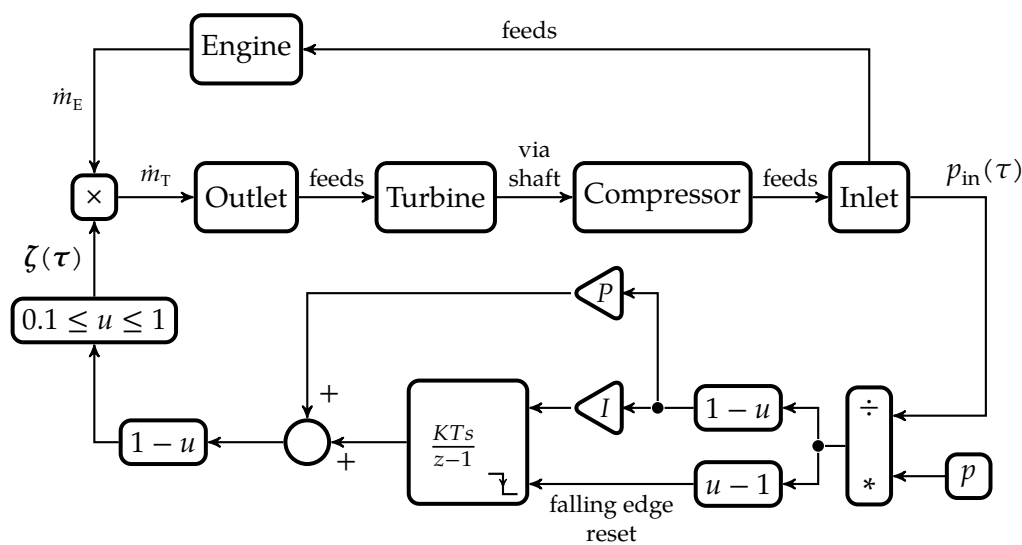 feeds
Engine
ṁ_E
via
shaft
p_in(τ)
ṁ_T
feeds
feeds
×
Outlet
Turbine
Compressor
Inlet
ζ(τ)
0.1 ≤ u ≤ 1
P
+
I
1 − u
÷
KTs
z−1
1 − u
+
u − 1
*
p
falling edge
reset